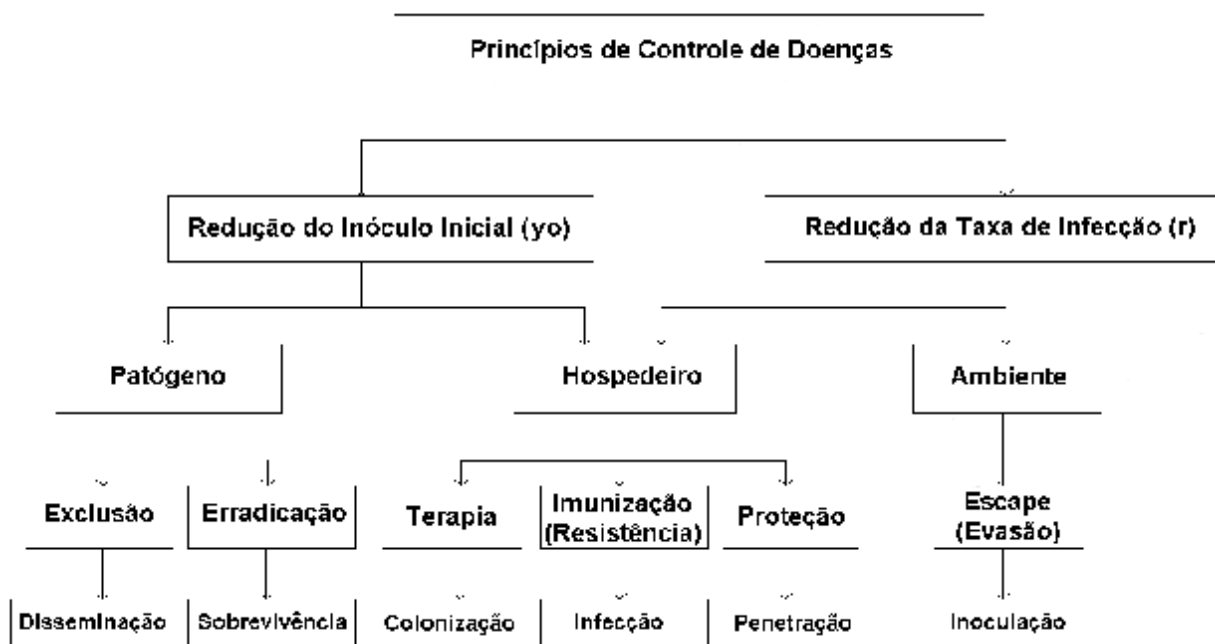 Princípios de Controle de Doenças
Redução do Inóculo Inicial (yo)
Redução da Taxa de Infecção (r)
Patógeno
Hospedeiro
Ambiente
Exclusão
Erradicação
Terapia
Imunização
(Resistência)
Proteção
Escape
(Evasão)
Disseminação
Sobrevivência
Colonização
Infecção
Penetração
Inoculação